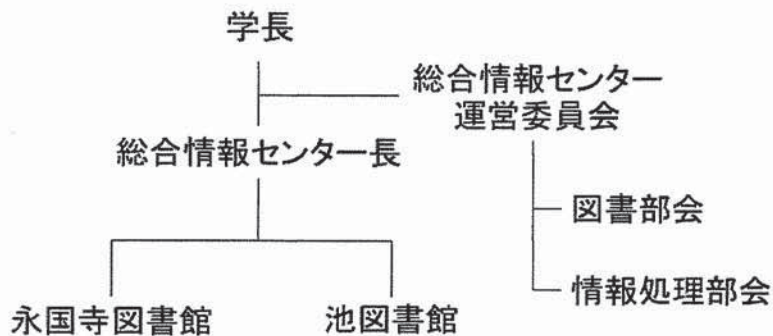 学長
総合情報センター
運営委員会
総合情報センター長
図書部会
情報処理部会
永国寺図書館
池図書館